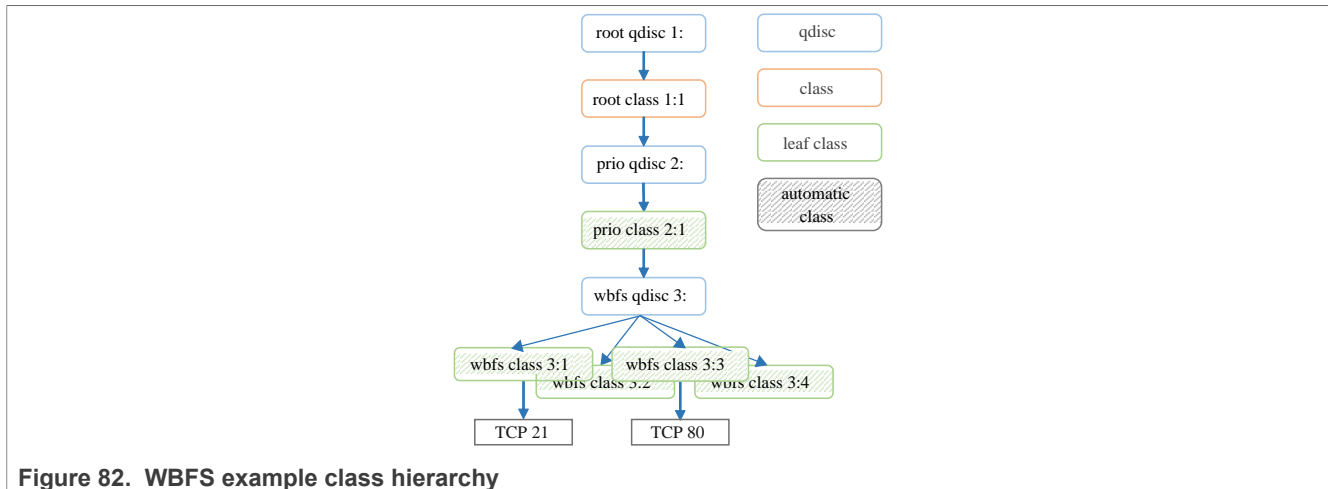 root qdisc 1:
qdisc
root class 1:1
class
prio qdisc 2:
leaf class
prio class 2:1
automatic
class
wbfs qdisc 3:
wbfs class 3:1
wbfs class 3:2
wbfs class 3:3
wbfs class 3:4
TCP 21
TCP 80
Figure 82. WBFS example class hierarchy